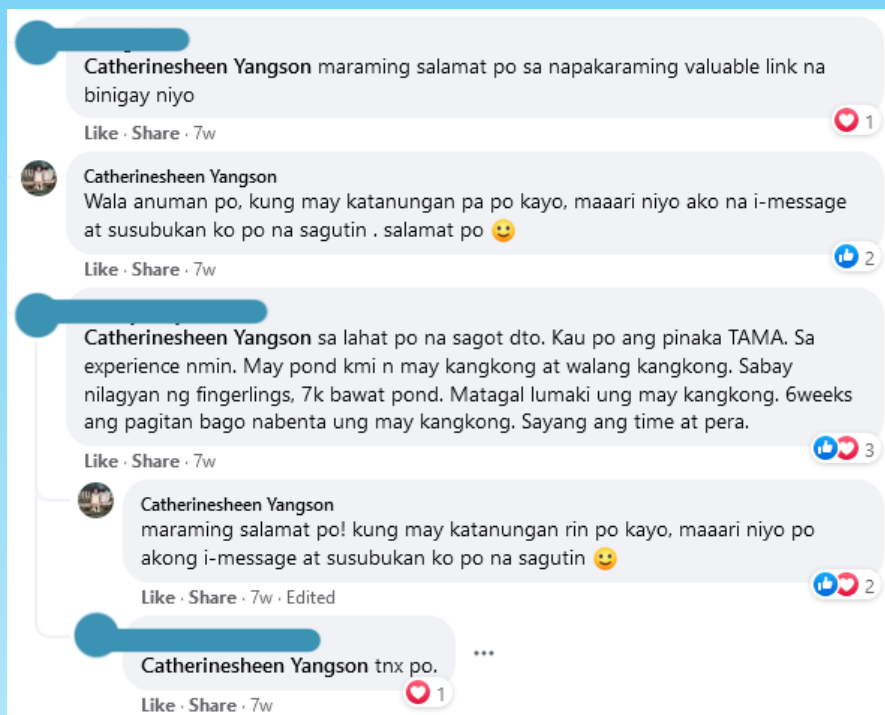 Catherinesheen Yangson maraming salamat po sa napakaraming valuable link na
binigay niyo
1
Like · Share · 7w
Catherinesheen Yangson
Wala anuman po, kung may katanungan pa po kayo, maaari niyo ako na i-message
at susubukan ko po na sagutin . salamat po 🙂
2
Like · Share · 7w
Catherinesheen Yangson sa lahat po na sagot dto. Kau po ang pinaka TAMA. Sa
experience nmin. May pond kmi n may kangkong at walang kangkong. Sabay
nilagyan ng fingerlings, 7k bawat pond. Matagal lumaki ung may kangkong. 6weeks
ang pagitan bago nabenta ung may kangkong. Sayang ang time at pera.
3
Like · Share · 7w
Catherinesheen Yangson
maraming salamat po! kung may katanungan rin po kayo, maaari niyo po
akong i-message at susubukan ko po na sagutin 🙂
2
Like · Share · 7w · Edited
Catherinesheen Yangson tnx po.
1
Like · Share · 7w